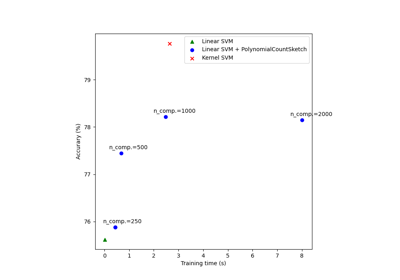 Linear SVM
Linear SVM + PolynomialCountSketch
Kernel SVM
79
n_comp.=1000
n_comp.=2000
78
n_comp.=500
77
n_comp.=250
76
Accurary (%)
0 1 2 3 4 5 6 7 8
Training time (s)